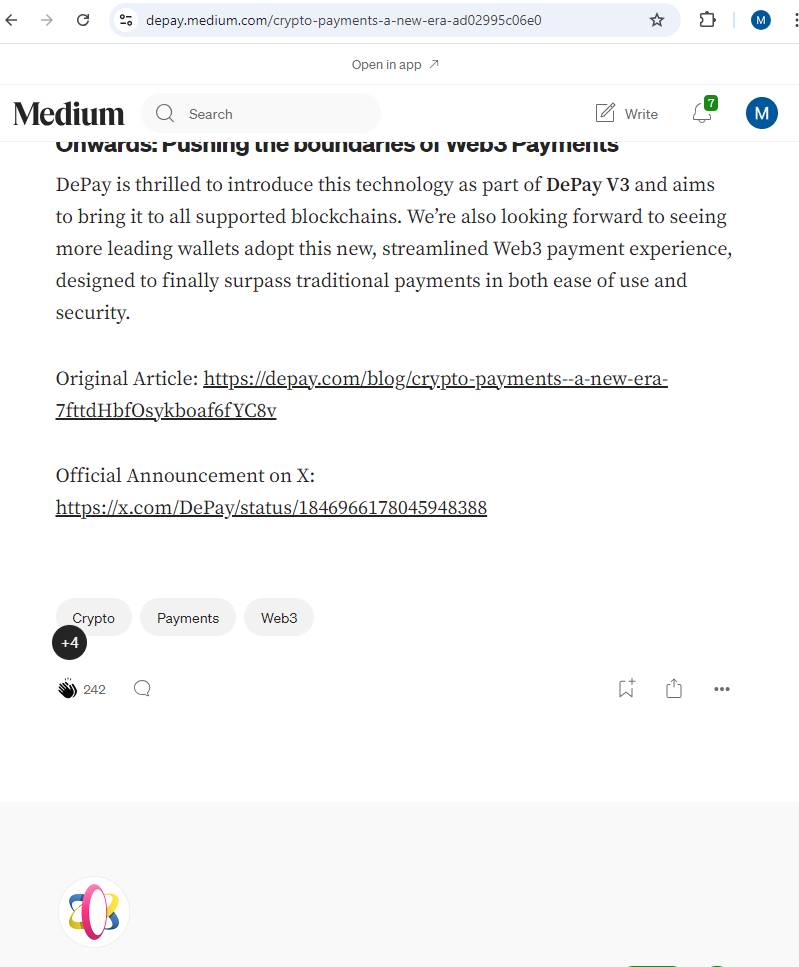 depay.medium.com/crypto-payments-a-new-era-ad02995c06e0
M
Open in app
Medium
Search
Write
7
M
Onwards: Pushing the boundaries of Web3 Payments
DePay is thrilled to introduce this technology as part of DePay V3 and aims
to bring it to all supported blockchains. We’re also looking forward to seeing
more leading wallets adopt this new, streamlined Web3 payment experience,
designed to finally surpass traditional payments in both ease of use and
security.
Original Article: https://depay.com/blog/crypto-payments--a-new-era-
7fttdHbfOsykboaf6fYC8v
Official Announcement on X:
https://x.com/DePay/status/1846966178045948388
Crypto
Payments
Web3
+4
242